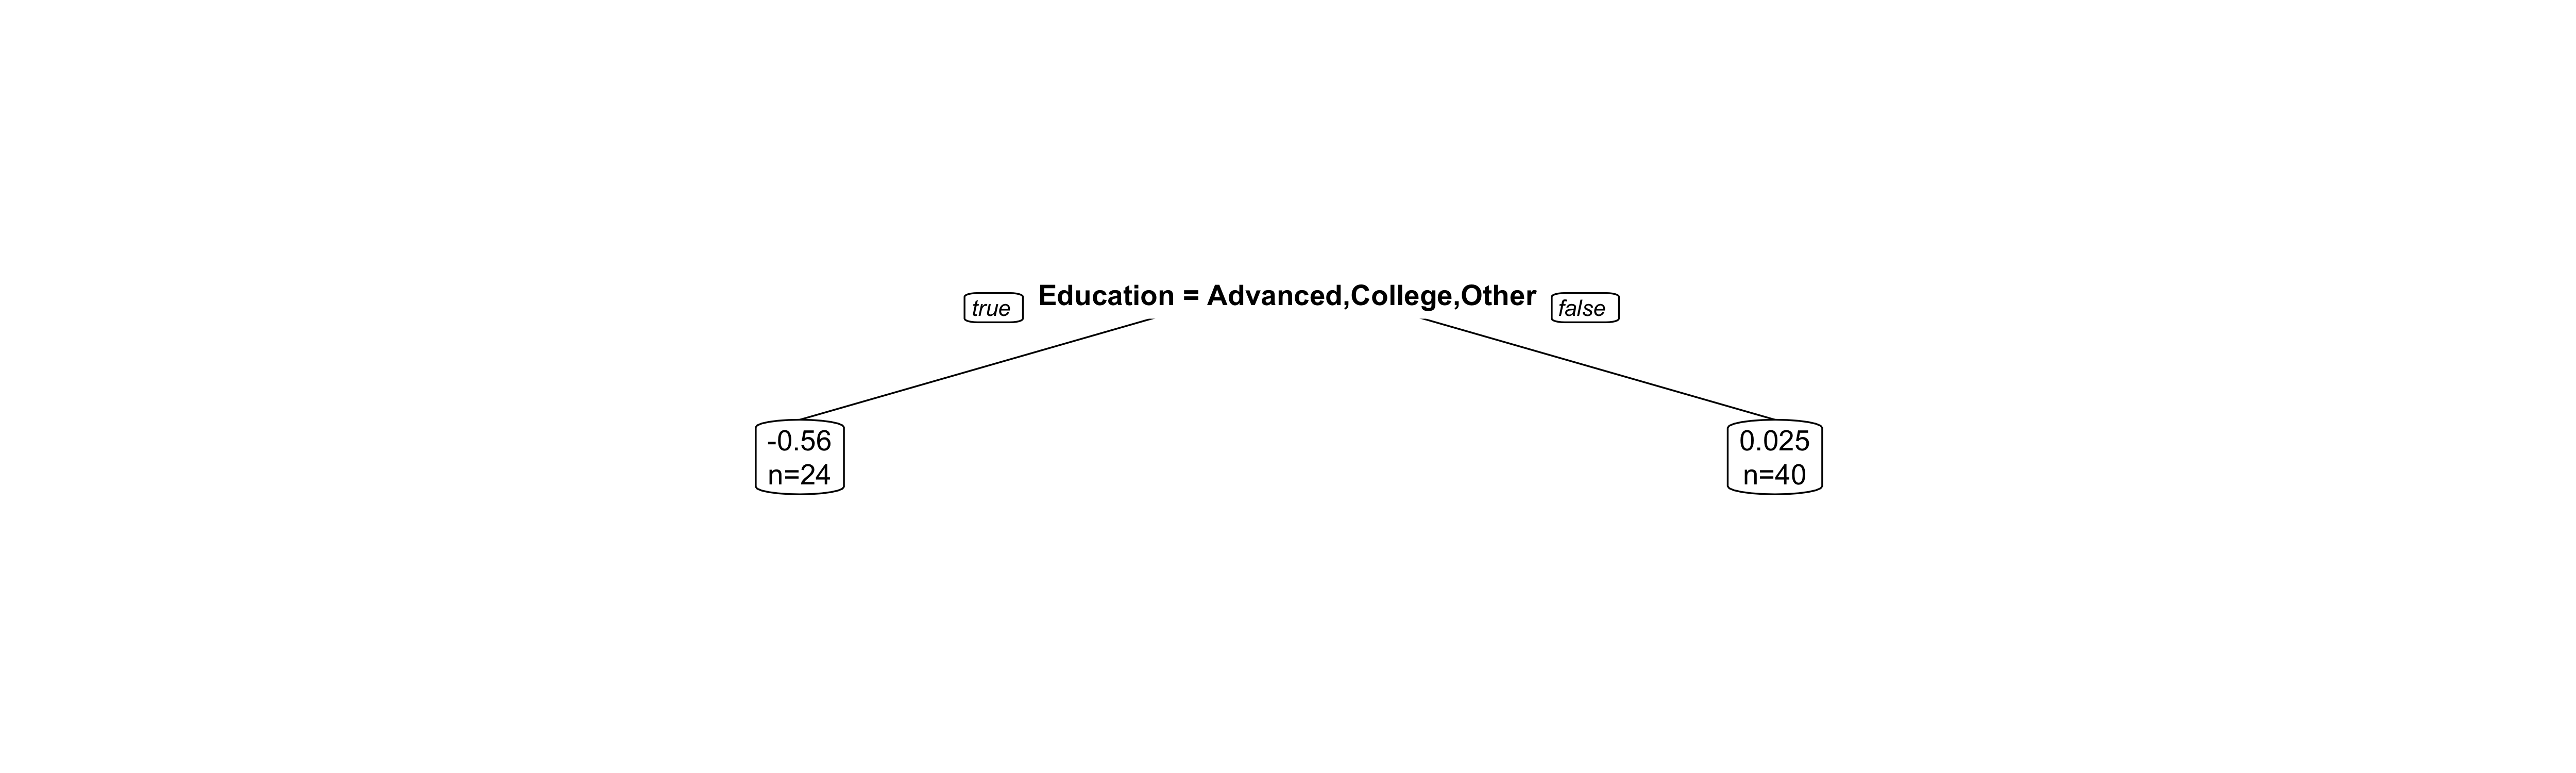 true
Education = Advanced,College,Other
false
-0.56
n=24
0.025
n=40